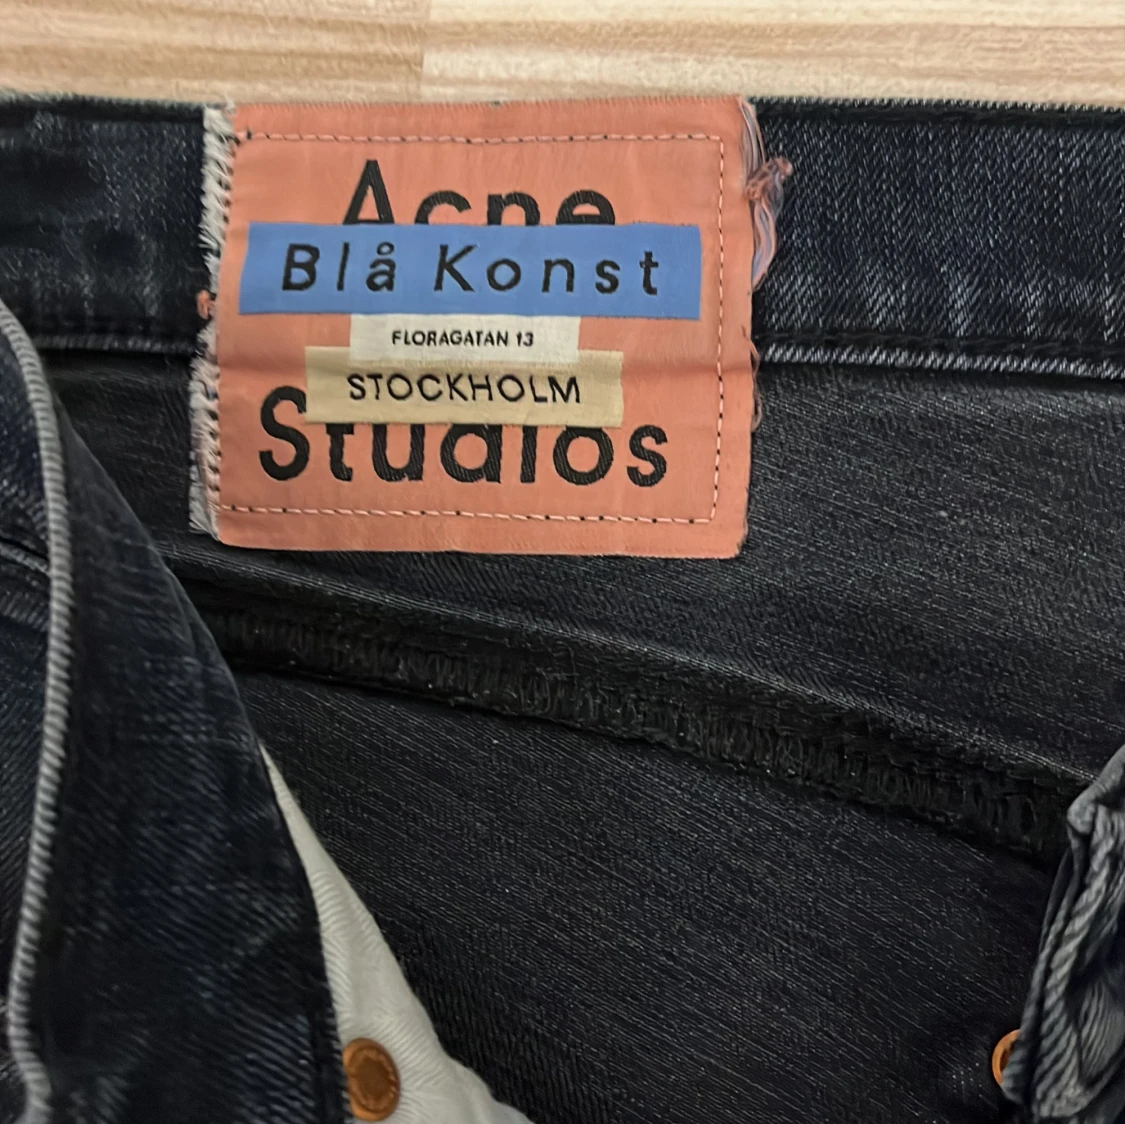 Acne
Blå Konst
FLORAGATAN 13
STOCKHOLM
Studios